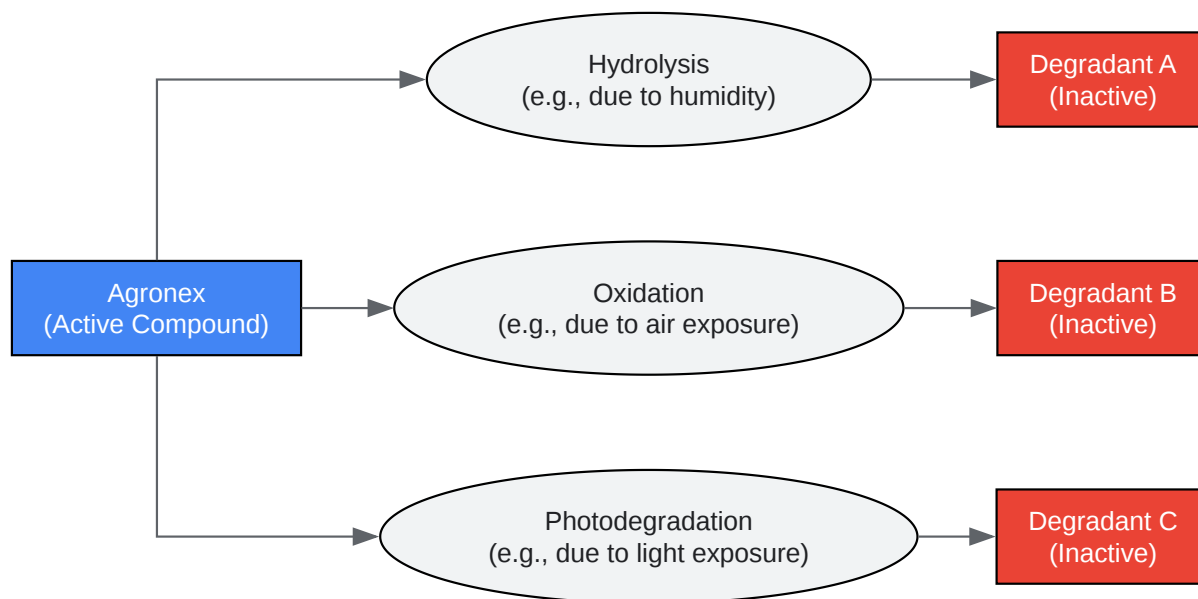 Hydrolysis
(e.g., due to humidity)
Degradant A
(Inactive)
Agronex
(Active Compound)
Oxidation
(e.g., due to air exposure)
Degradant B
(Inactive)
Photodegradation
(e.g., due to light exposure)
Degradant C
(Inactive)